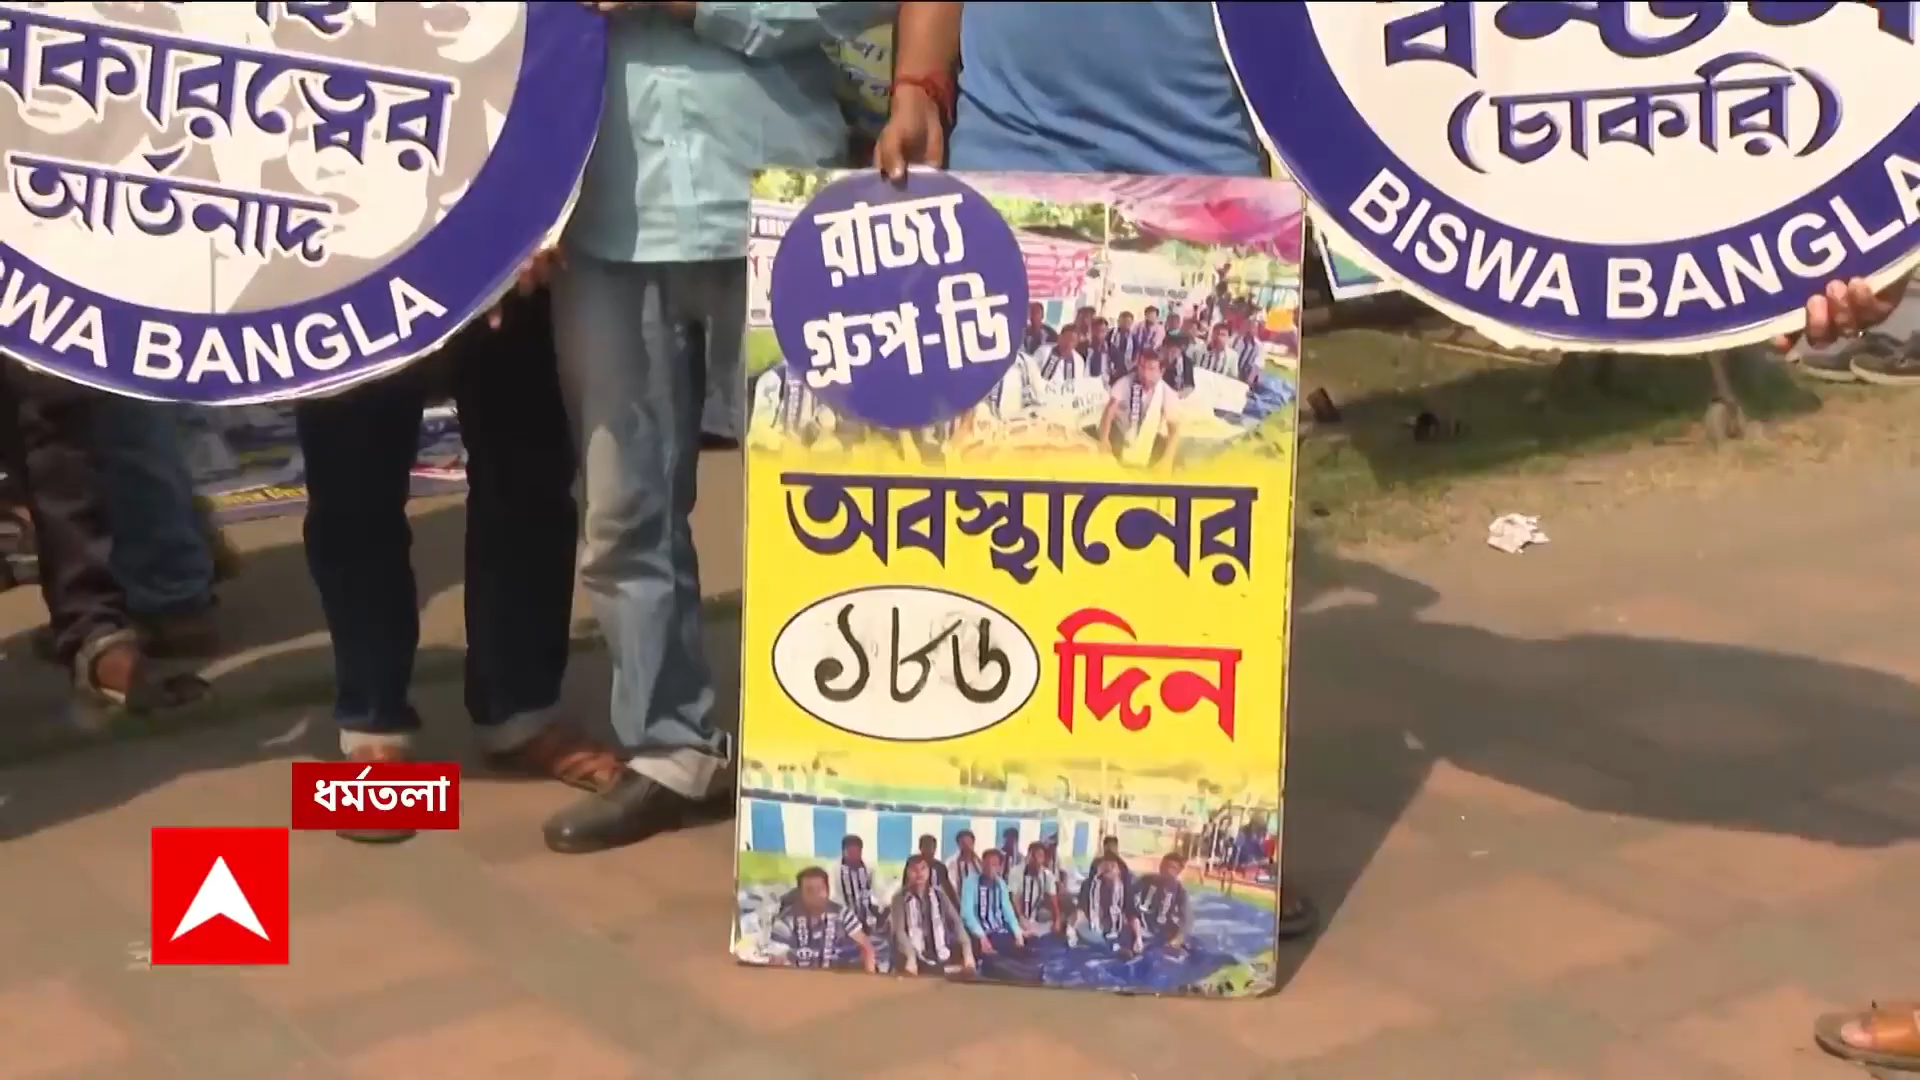 বেকারত্বের
আর্তনাদ
BISWA BANGLA
রাজ্য
গ্রুপ-ডি
অবস্থানের
১৮৬ দিন
(চাকরি)
BISWA BANGLA
ধর্মতলা